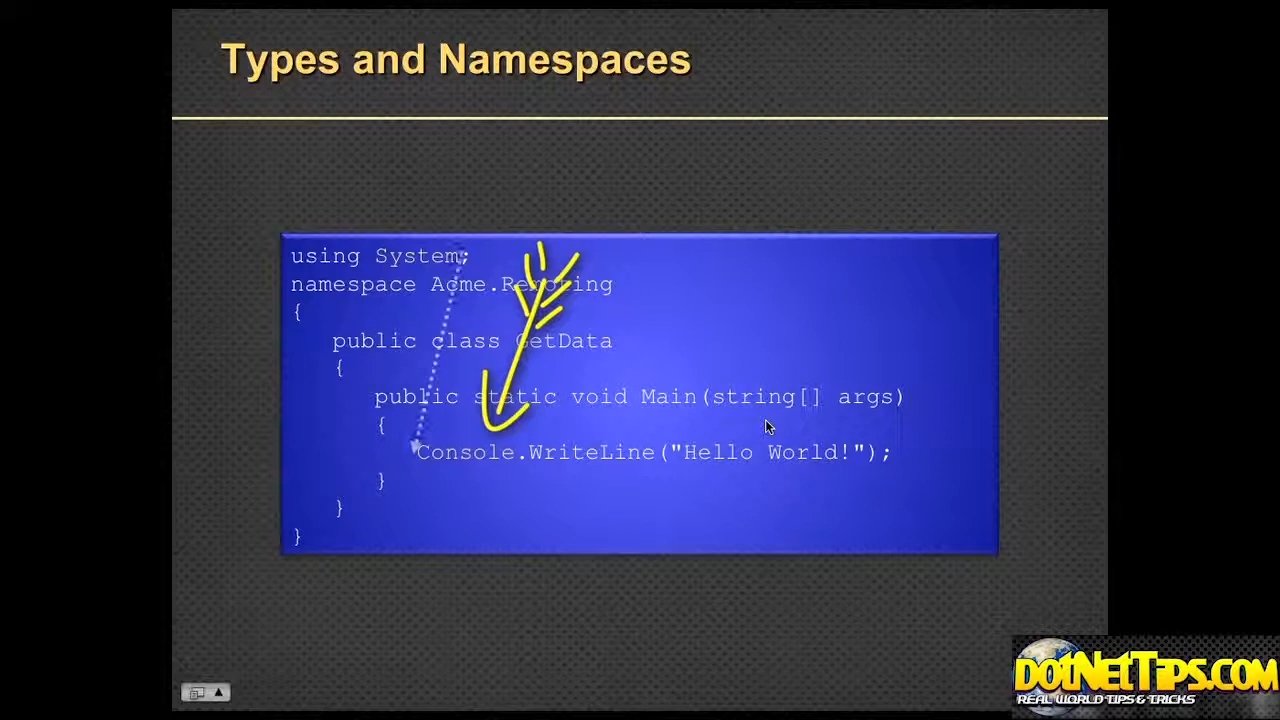 Types and Namespaces
using System;
namespace Acme.Remoting
{
public class GetData
{
public static void Main(string[] args)
{
Console.WriteLine("Hello World!");
}
}
}
DOTNETTIPS.COM
REAL WORLD TIPS & TRICKS